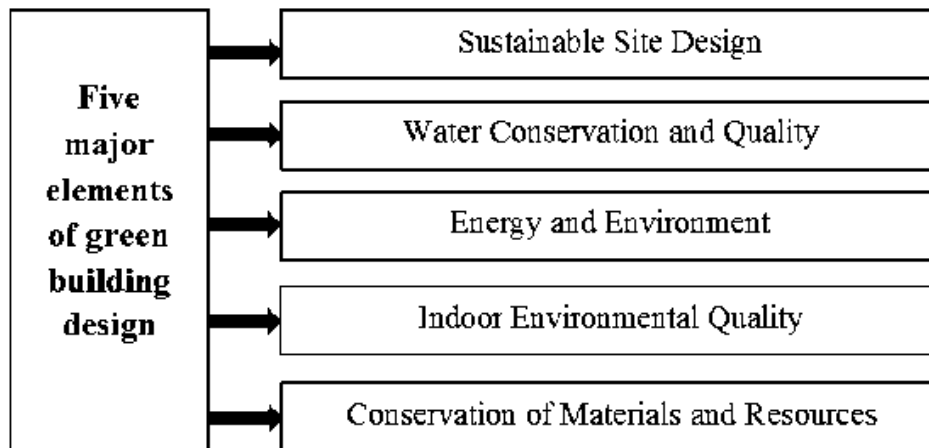 Five
major
elements
of green
building
design
Sustainable Site Design
Water Conservation and Quality
Energy and Environment
Indoor Environmental Quality
Conservation of Materials and Resources